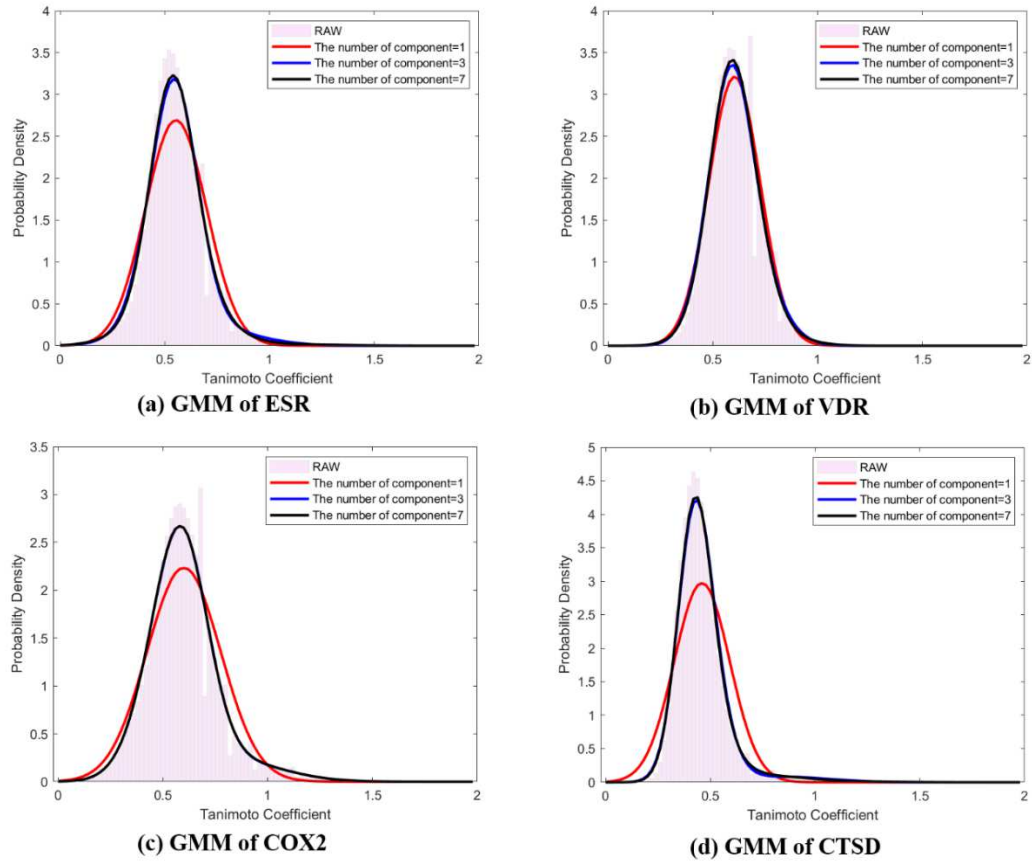 4
3.5
3
2.5
2
1.5
1
0.5
0
Probability Density
RAW
The number of component=1
The number of component=3
The number of component=7
0 0.5 1 1.5 2
Tanimoto Coefficient
(a) GMM of ESR
4
3.5
3
2.5
2
1.5
1
0.5
0
Probability Density
RAW
The number of component=1
The number of component=3
The number of component=7
0 0.5 1 1.5 2
Tanimoto Coefficient
(b) GMM of VDR
3.5
3
2.5
2
1.5
1
0.5
0
Probability Density
RAW
The number of component=1
The number of component=3
The number of component=7
0 0.5 1 1.5 2
Tanimoto Coefficient
(c) GMM of COX2
5
4.5
4
3.5
3
2.5
2
1.5
1
0.5
0
Probability Density
RAW
The number of component=1
The number of component=3
The number of component=7
0 0.5 1 1.5 2
Tanimoto Coefficient
(d) GMM of CTSD